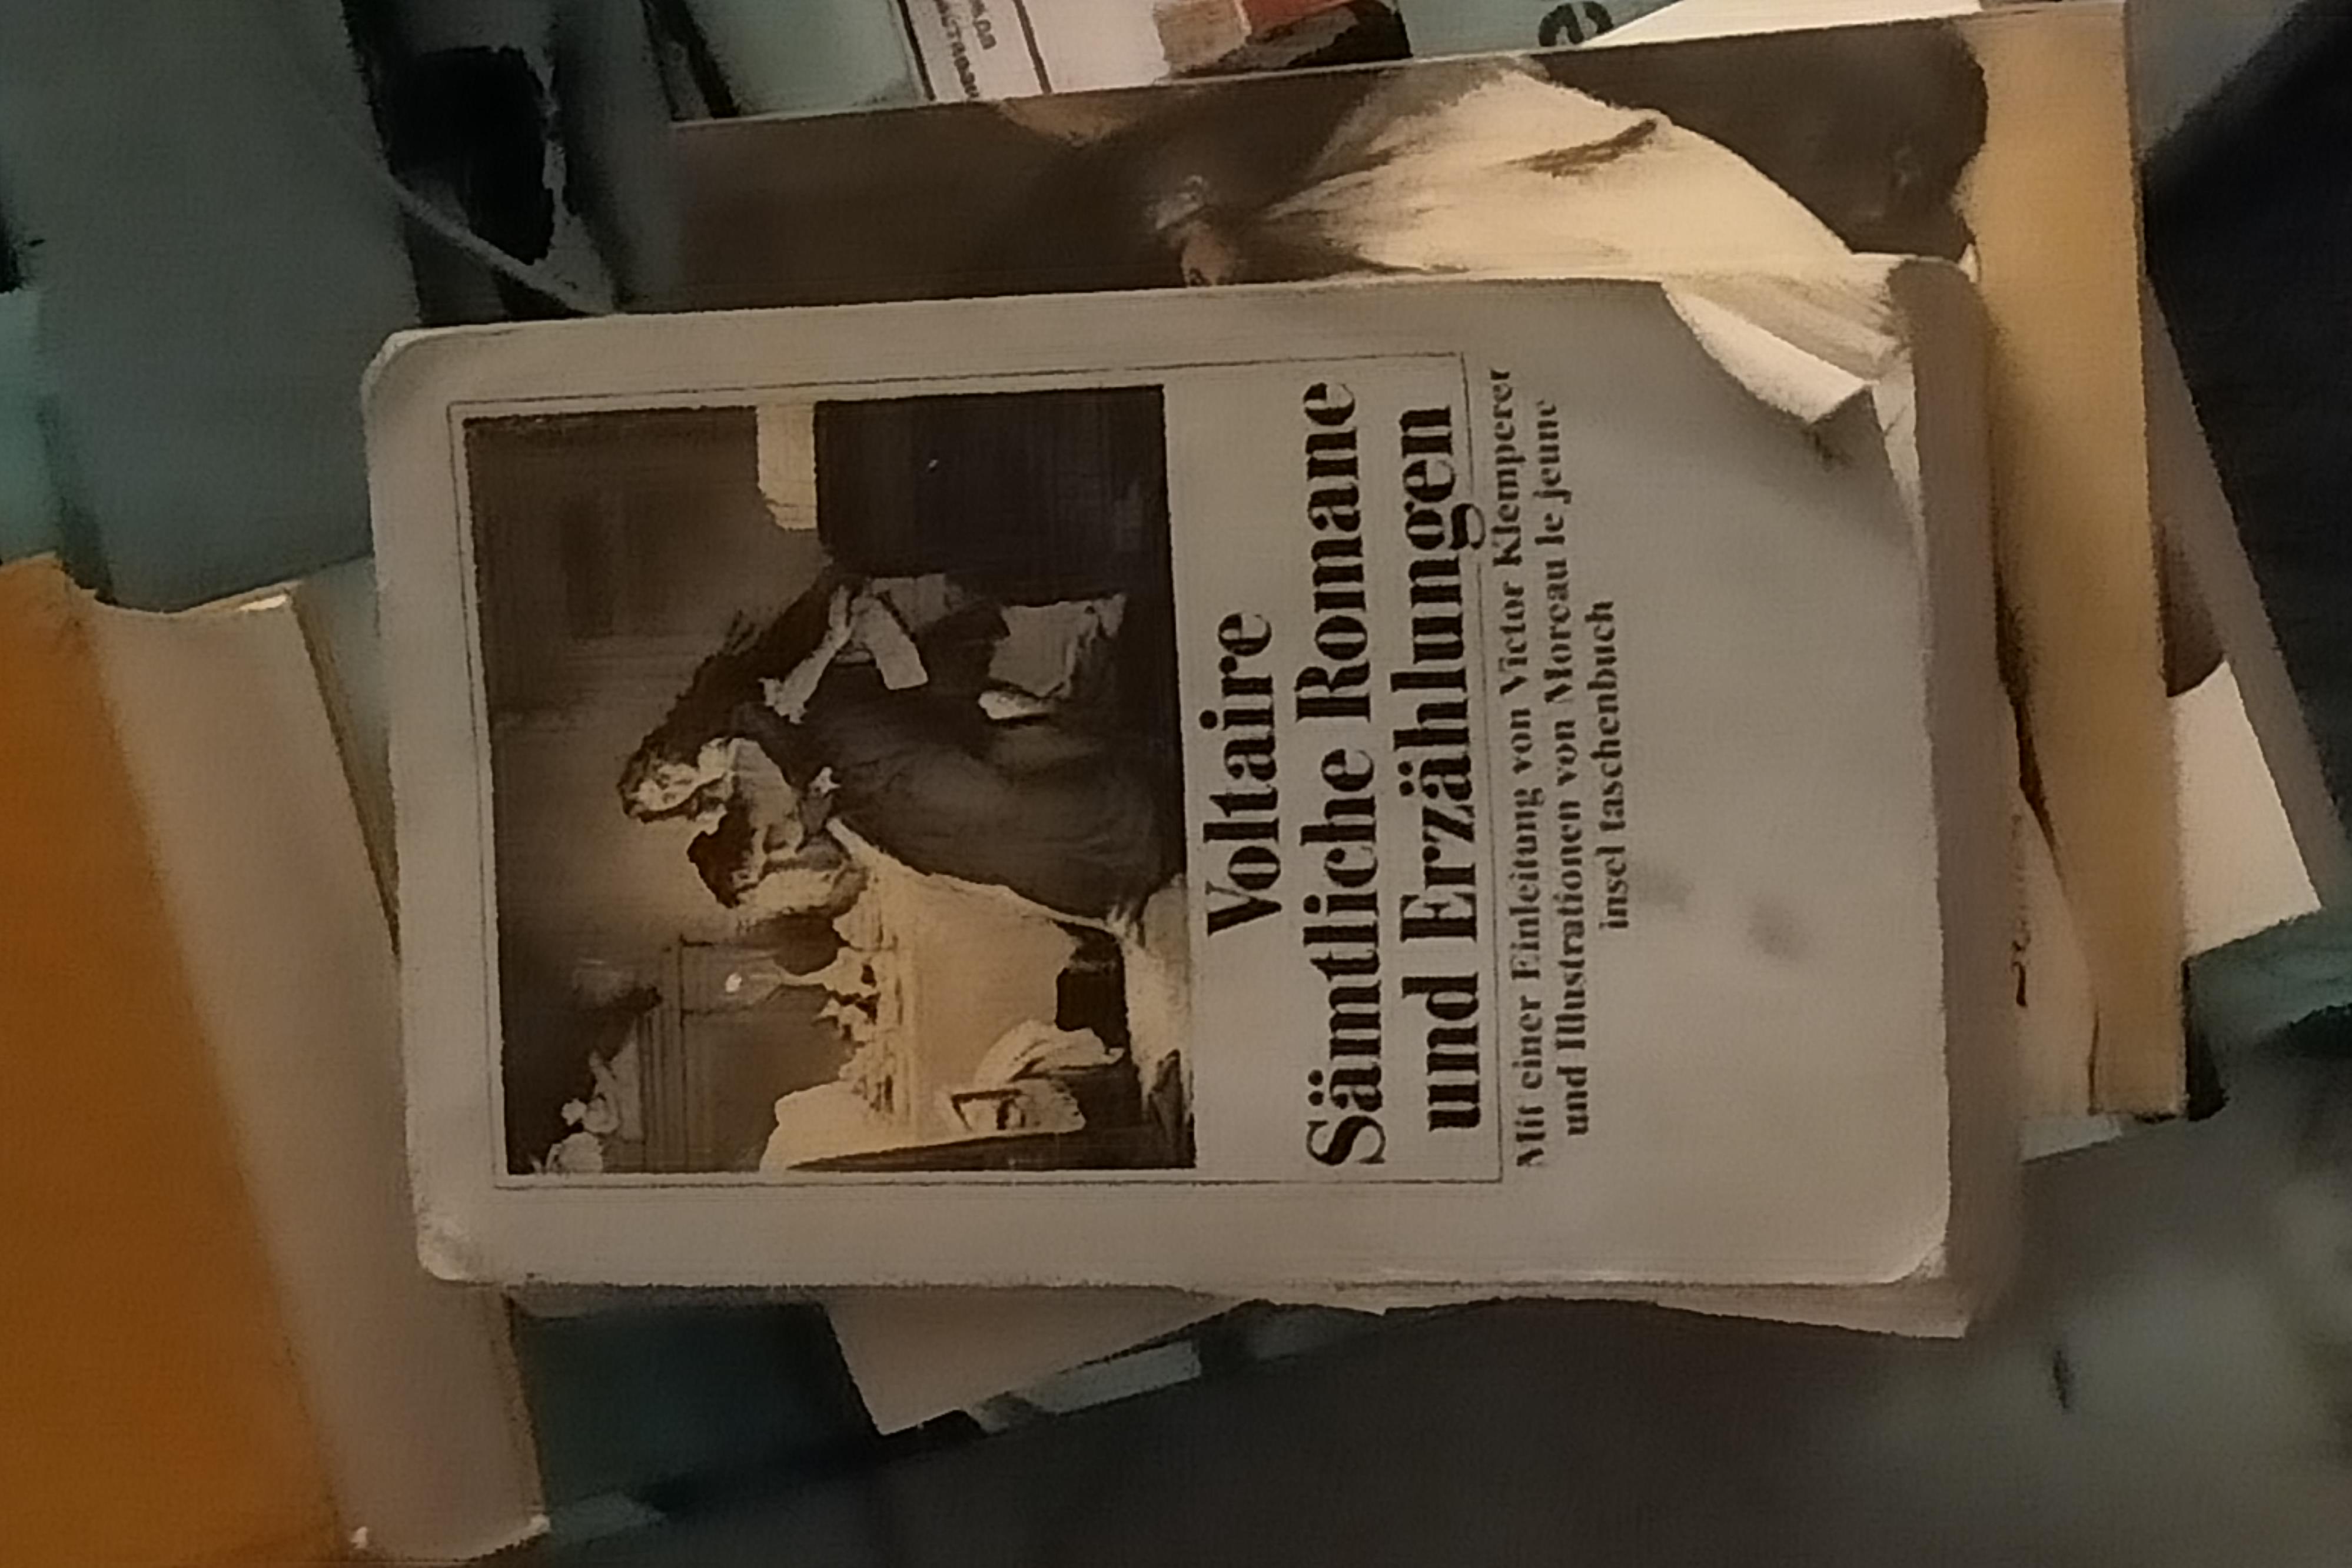 Voltaire
Sämtliche Romane
und Erzählungen
Mit einer Einleitung von Victor Klemperer
und Illustrationen von Moreau le jeune
insel taschenbuch